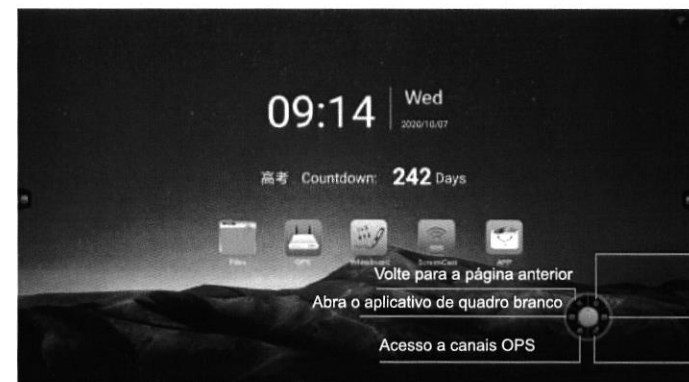 09:14
Wed
2020/10/07
高考 Countdown: 242 Days
Files
OPS
Whiteboard
ScreenCast
APP
Volte para a página anterior
Abra o aplicativo de quadro branco
Acesso a canais OPS